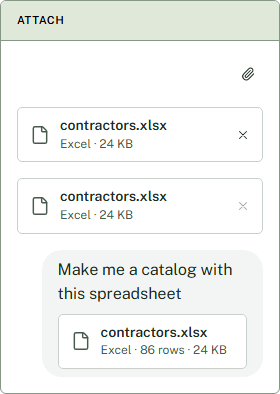 ATTACH
contractors.xlsx
Excel · 24 KB
contractors.xlsx
Excel · 24 KB
Make me a catalog with
this spreadsheet
contractors.xlsx
Excel · 86 rows · 24 KB